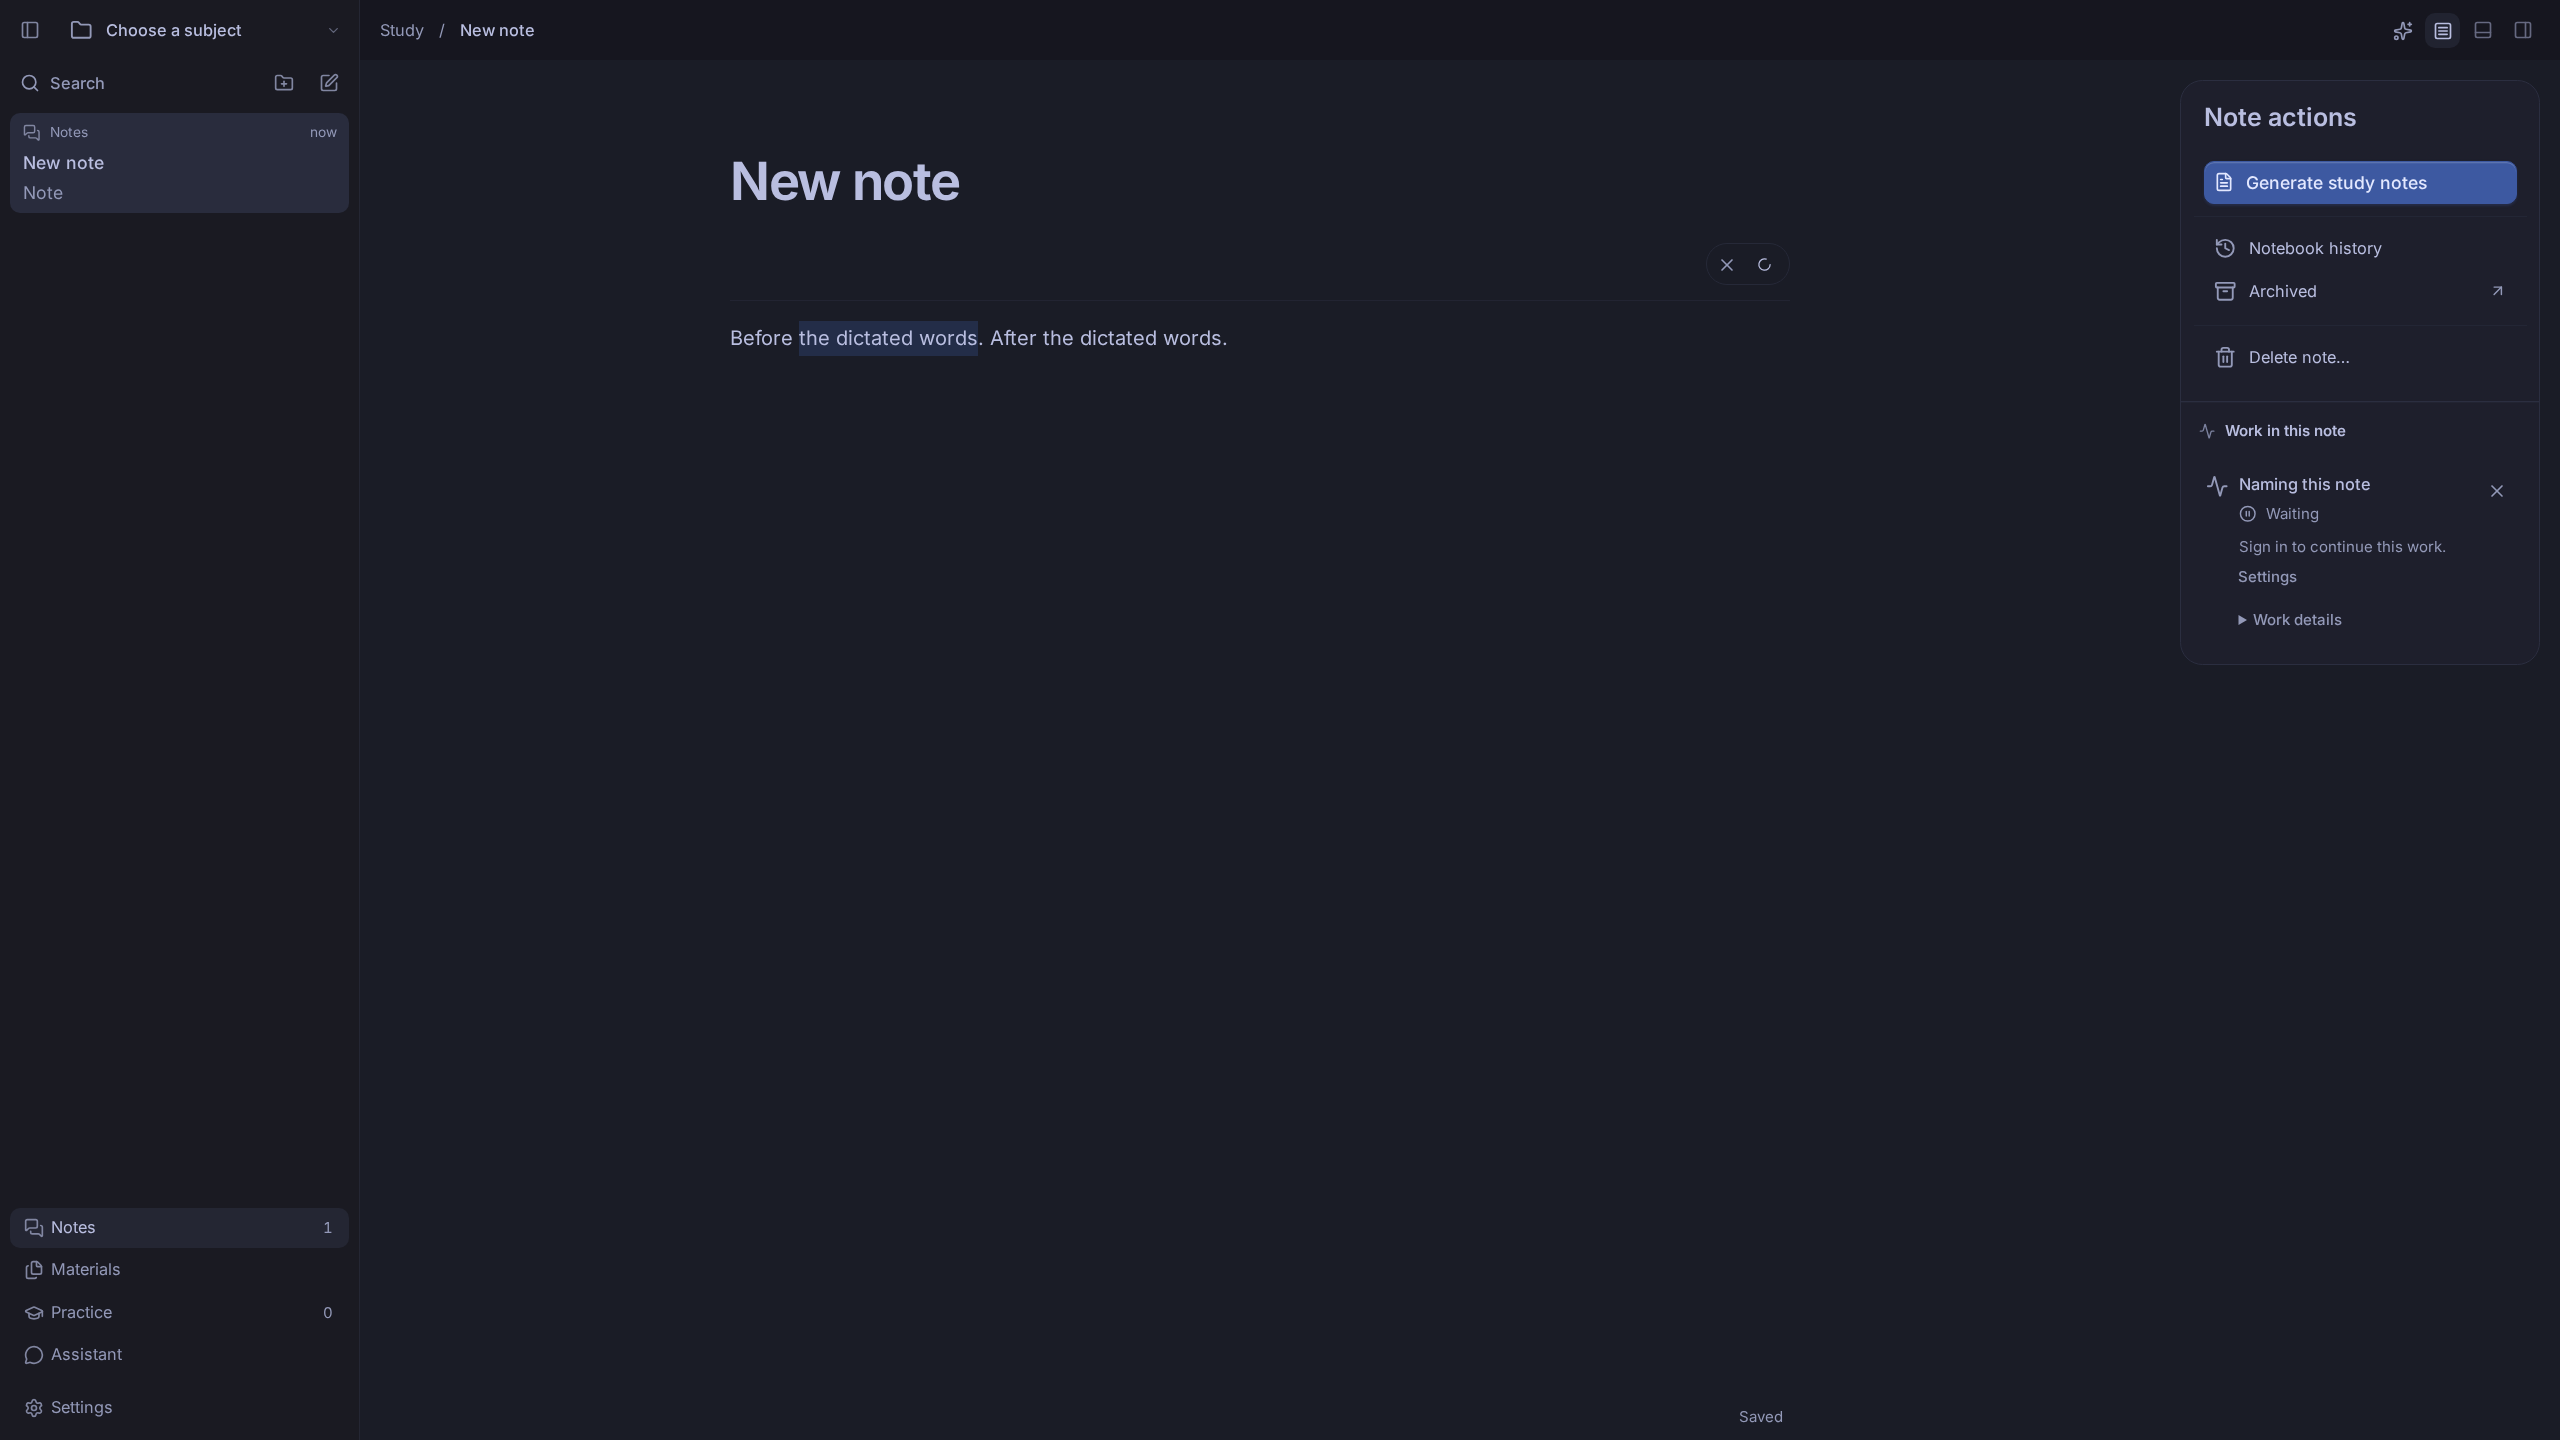 Choose a subject
Search
Notes now
New note
Note
Notes 1
Materials
Practice 0
Assistant
Settings
Study / New note
New note
Before the dictated words. After the dictated words.
Saved
Note actions
Generate study notes
Notebook history
Archived
Delete note...
Work in this note
Naming this note
Waiting
Sign in to continue this work.
Settings
Work details